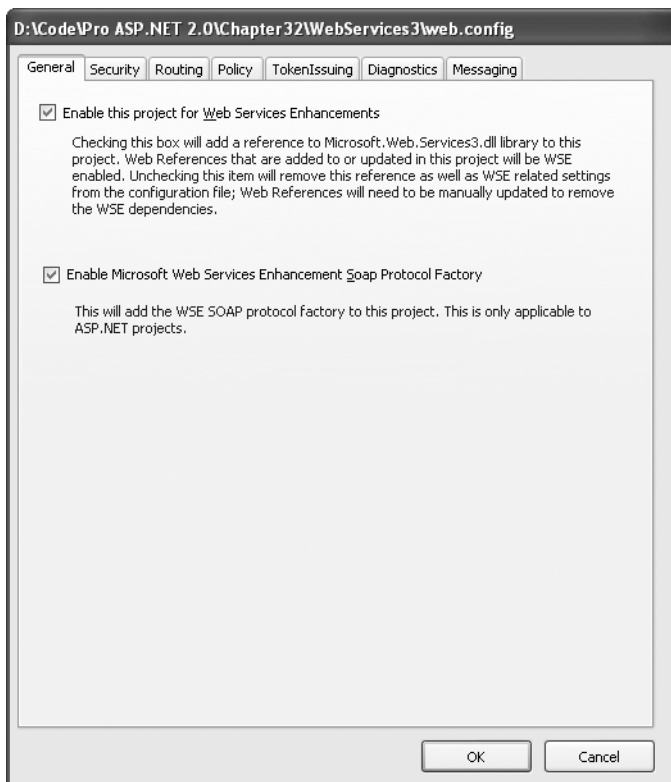 D:\Code\Pro ASP.NET 2.0\Chapter32\WebServices3\web.config
General Security Routing Policy TokenIssuing Diagnostics Messaging
Enable this project for Web Services Enhancements
Checking this box will add a reference to Microsoft.Web.Services3.dll library to this
project. Web References that are added to or updated in this project will be WSE
enabled. Unchecking this item will remove this reference as well as WSE related settings
from the configuration file; Web References will need to be manually updated to remove
the WSE dependencies.
Enable Microsoft Web Services Enhancement Soap Protocol Factory
This will add the WSE SOAP protocol factory to this project. This is only applicable to
ASP.NET projects.
OK Cancel